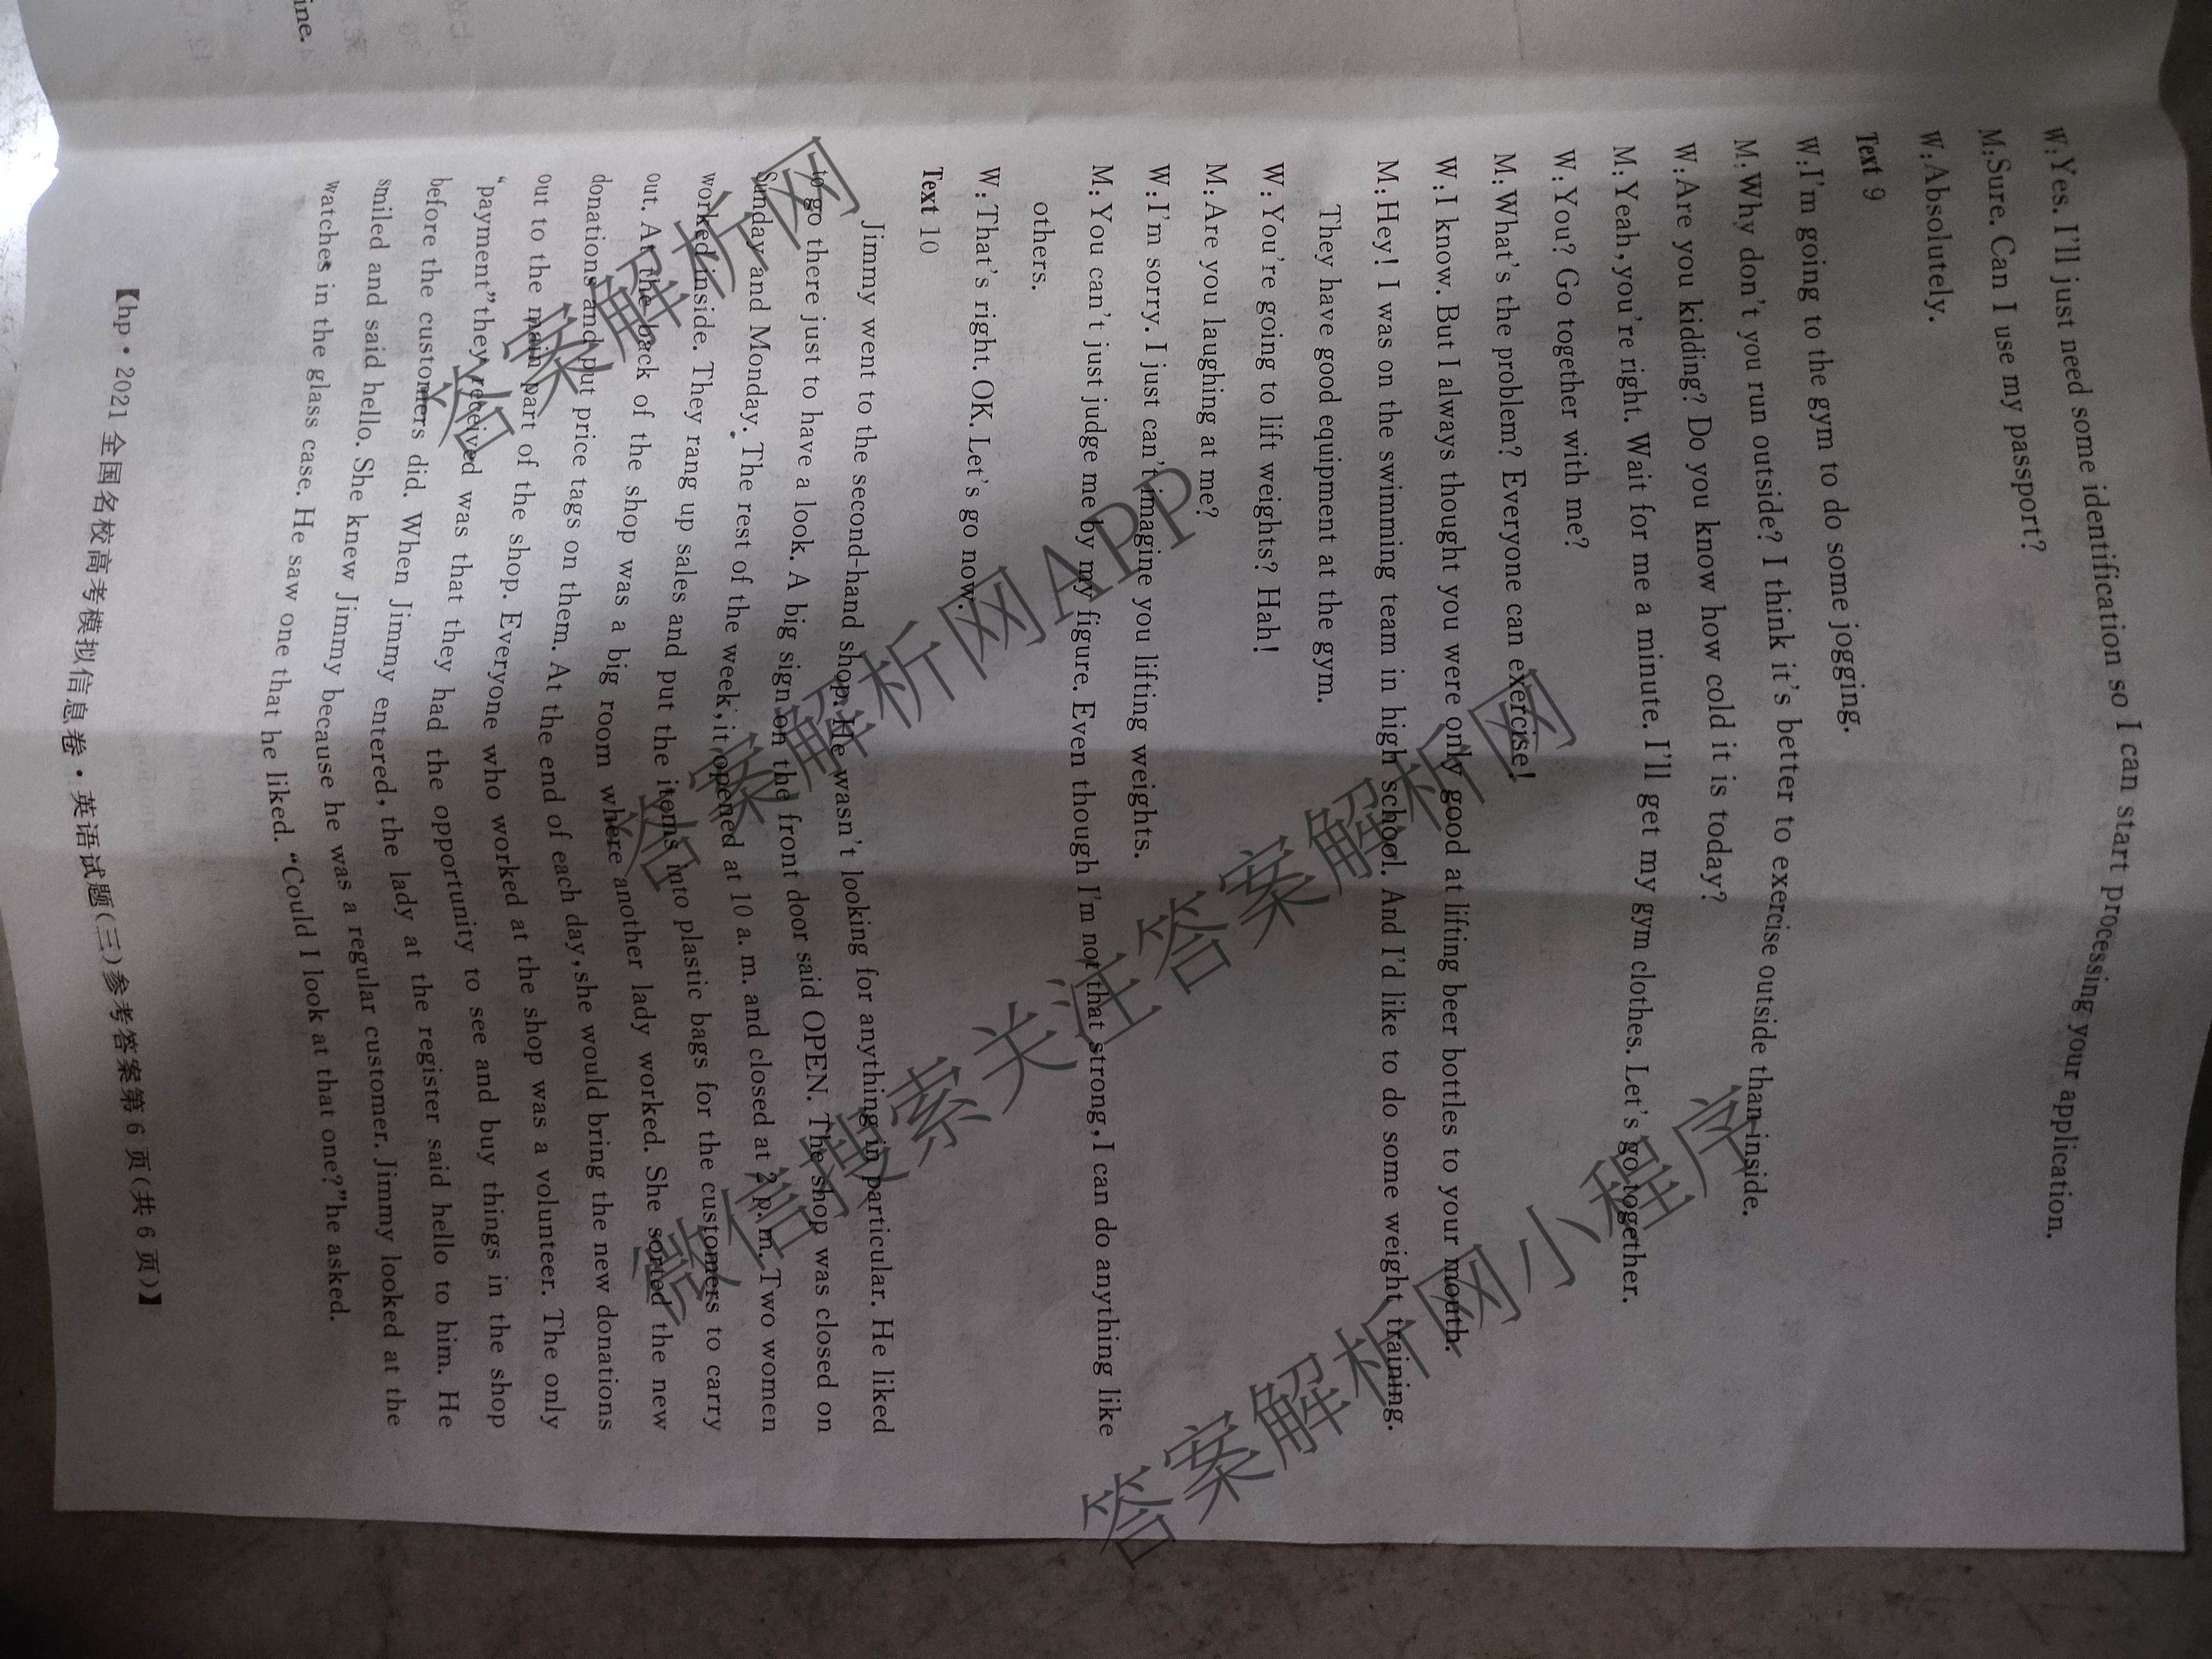 W:Yes. I'll just need some identification so I can start processing your application.
M:Sure. Can I use my passport?
W:Absolutely.
Text 9
W:I'm going to the gym to do some jogging.
M:Why don't you run outside? I think it's better to exercise outside than inside.
W:Are you kidding? Do you know how cold it is today?
M:Yeah,you're right. Wait for me a minute. I'll get my gym clothes. Let's go together.
W:You? Go together with me?
M:What's the problem? Everyone can exercise!
W:I know. But I always thought you were only good at lifting beer bottles to your mouth.
M:Hey! I was on the swimming team in high school. And I'd like to do some weight training.
They have good equipment at the gym.
W:You're going to lift weights? Hah!
M:Are you laughing at me?
W:I'm sorry. I just can't imagine you lifting weights.
M:You can't just judge me by my figure. Even though I'm not that strong,I can do anything like
others.
W:That's right. OK. Let's go now.
Text 10
Jimmy went to the second-hand shop. He wasn't looking for anything in particular. He liked
to go there just to have a look. A big sign on the front door said OPEN. The shop was closed on
Sunday and Monday. The rest of the week,it opened at 10 a. m. and closed at 2 p. m. Two women
worked inside. They rang up sales and put the items into plastic bags for the customers to carry
out. At the back of the shop was a big room where another lady worked. She sorted the new
donations and put price tags on them. At the end of each day,she would bring the new donations
out to the main part of the shop. Everyone who worked at the shop was a volunteer. The only
“payment”they received was that they had the opportunity to see and buy things in the shop
before the customers did. When Jimmy entered,the lady at the register said hello to him. He
smiled and said hello. She knew Jimmy because he was a regular customer. Jimmy looked at the
watches in the glass case. He saw one that he liked. “Could I look at that one?”he asked.
【hp·2021全国名校高考模拟信息卷·英语试题(三)参考答案第6页(共6页)】
ine.
答案解析网
答案解析网APP
微信搜索关注答案解析网
答案解析网小程序